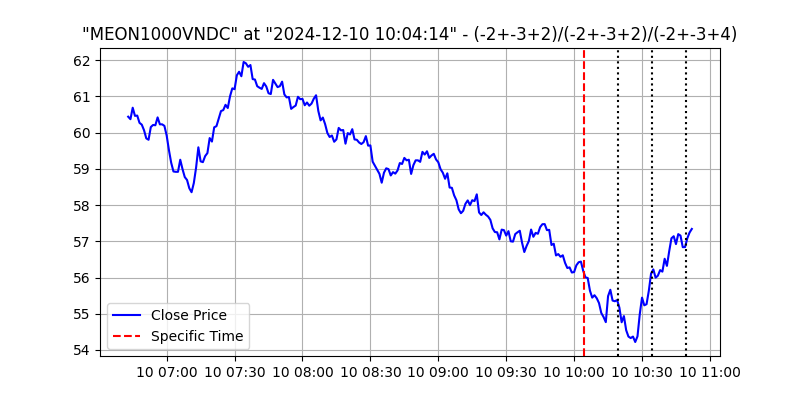 "MEON1000VNDC" at "2024-12-10 10:04:14" - (-2+-3+2)/(-2+-3+2)/(-2+-3+4)
62
61
60
59
58
57
56
55
54
Close Price
Specific Time
10 07:00 10 07:30 10 08:00 10 08:30 10 09:00 10 09:30 10 10:00 10 10:30 10 11:00